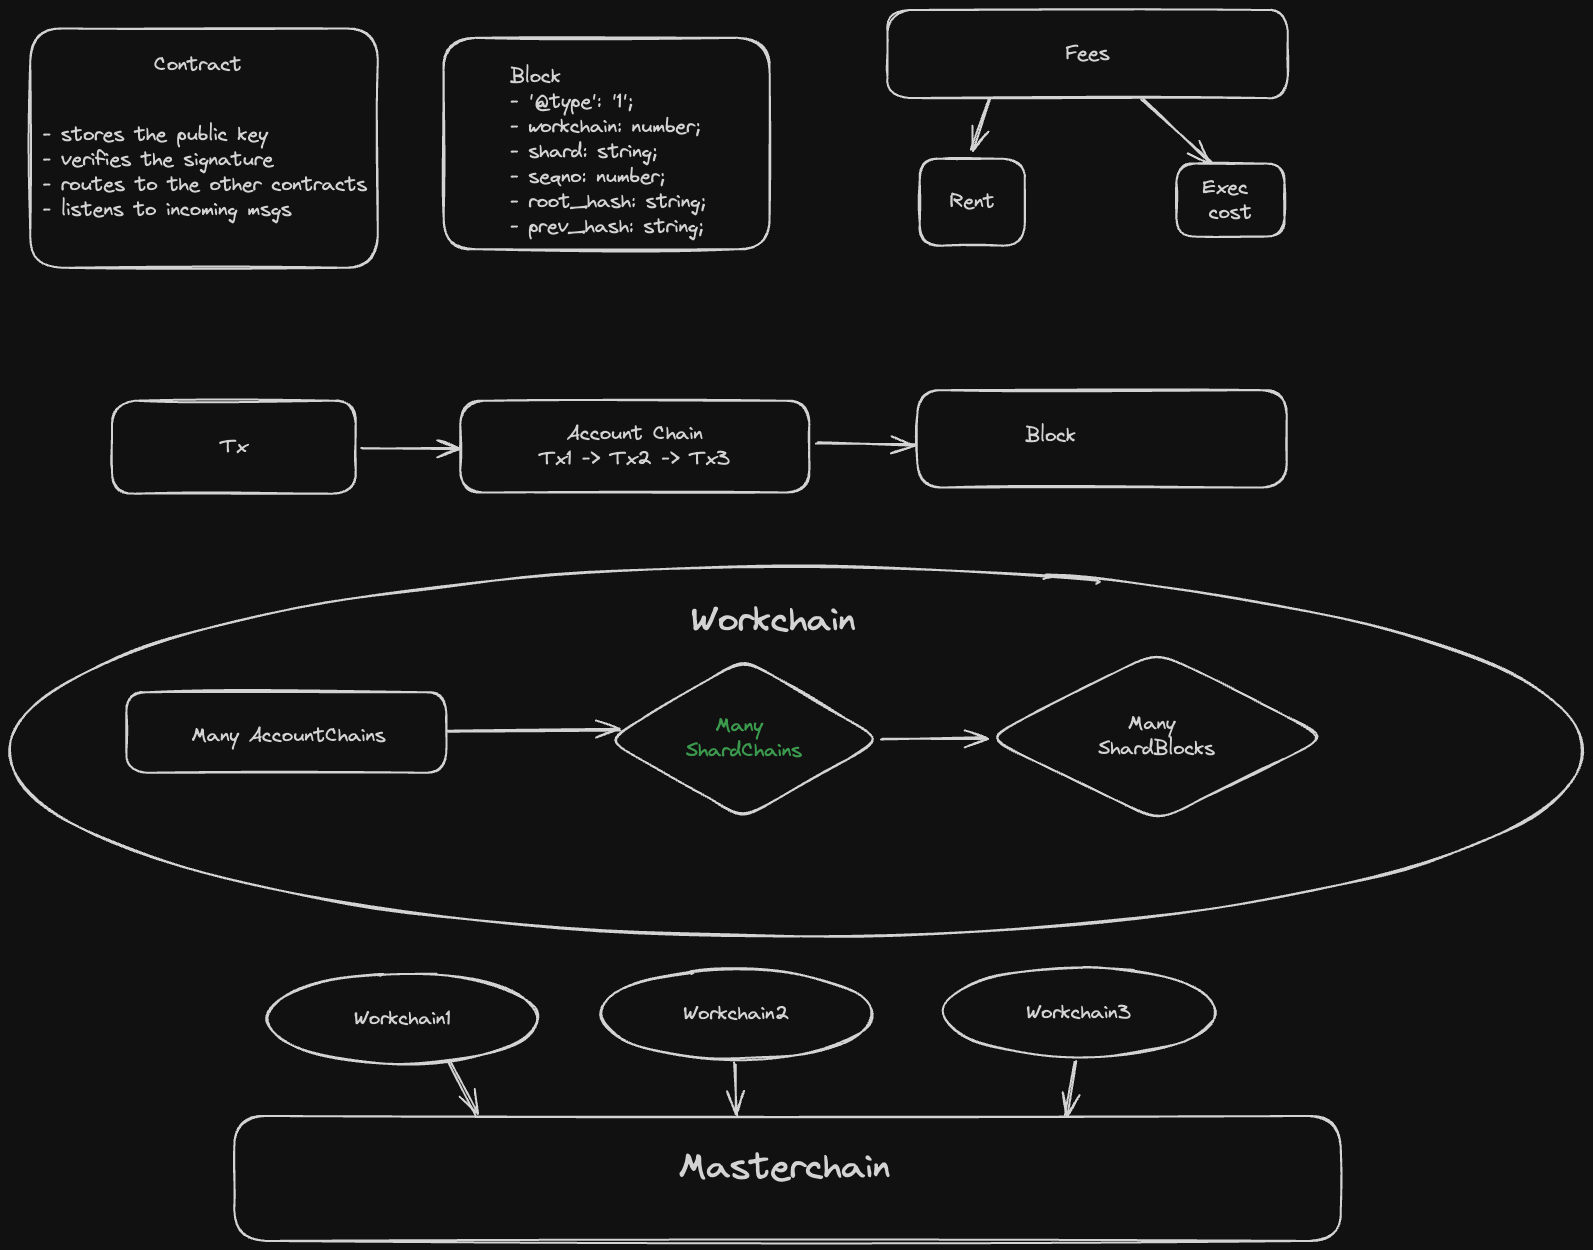 Contract
- stores the public key
- verifies the signature
- routes to the other contracts
- listens to incoming msgs
Block
- '@type': '1';
- workchain: number;
- shard: string;
- seqno: number;
- root_hash: string;
- prev_hash: string;
Fees
Rent
Exec
cost
Tx
Account Chain
Tx1 -> Tx2 -> Tx3
Block
Workchain
Many AccountChains
Many
ShardChains
Many
ShardBlocks
Workchain1
Workchain2
Workchain3
Masterchain